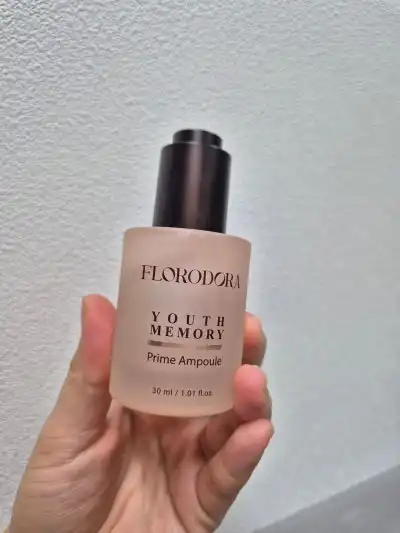 FLORODORA
YOUTH
MEMORY
Prime Ampoule
30 ml / 1.01 fl.oz.